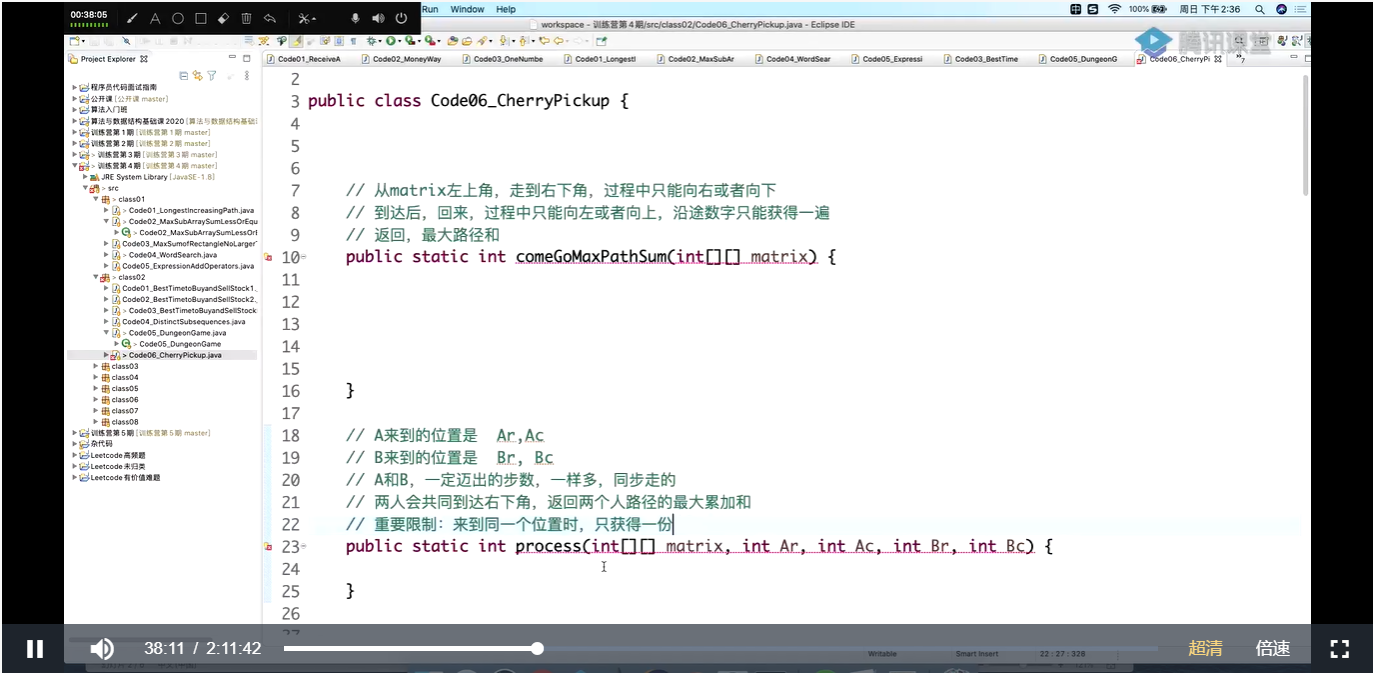 00:38:05
Run Window Help
100%
周日下午2:36
workspace - 训练营第4期/src/class02/Code06_CherryPickup.java - Eclipse IDE
腾讯课堂
Project Explorer
Code01_ReceiveA
Code02_MoneyWay
Code03_OneNumbe
Code01_Longestl
Code02_MaxSubAr
Code04_WordSear
Code05_Expressi
Code03_BestTime
Code05_DungeonG
Code06_CherryPi
程序员代码面试指南
公开课 [公开课 master]
算法入门班
算法与数据结构基础课2020 [算法与数据结构基础
训练营第1期 [训练营第1期 master]
训练营第2期 [训练营第2期 master]
> 训练营第3期 [训练营第3期 master]
> 训练营第4期 [训练营第4期 master]
JRE System Library [JavaSE-1.8]
> src
> class01
> Code01_LongestIncreasingPath.java
> Code02_MaxSubArraySumLessOrEqu
> Code02_MaxSubArraySumLessOrE
Code03_MaxSumofRectangleNoLarger
> Code04_WordSearch.java
> Code05_ExpressionAddOperators.java
> class02
> Code01_BestTimetoBuyandSellStock1.
> Code02_BestTimetoBuyandSellStock2.
> Code03_BestTimetoBuyandSellStock
Code04_DistinctSubsequences.java
> Code05_DungeonGame.java
> Code05_DungeonGame
> Code06_CherryPickup.java
class03
class04
class05
class06
class07
class08
训练营第5期 [训练营第5期 master]
杂代码
Leetcode高频题
Leetcode未归类
Leetcode有价值难题
2
3 public class Code06_CherryPickup {
4
5
6
7 // 从matrix左上角，走到右下角，过程中只能向右或者向下
8 // 到达后，回来，过程中只能向左或者向上，沿途数字只能获得一遍
9 // 返回，最大路径和
10 public static int comeGoMaxPathSum(int[][] matrix) {
11
12
13
14
15
16 }
17
18 // A来到的位置是 Ar,Ac
19 // B来到的位置是 Br, Bc
20 // A和B，一定迈出的步数，一样多，同步走的
21 // 两人会共同到达右下角，返回两个人路径的最大累加和
22 // 重要限制：来到同一个位置时，只获得一份
23 public static int process(int[][] matrix, int Ar, int Ac, int Br, int Bc) {
24
25 }
26
27
Writable
Smart Insert
22 : 27 : 328
38:11 / 2:11:42
超清
倍速